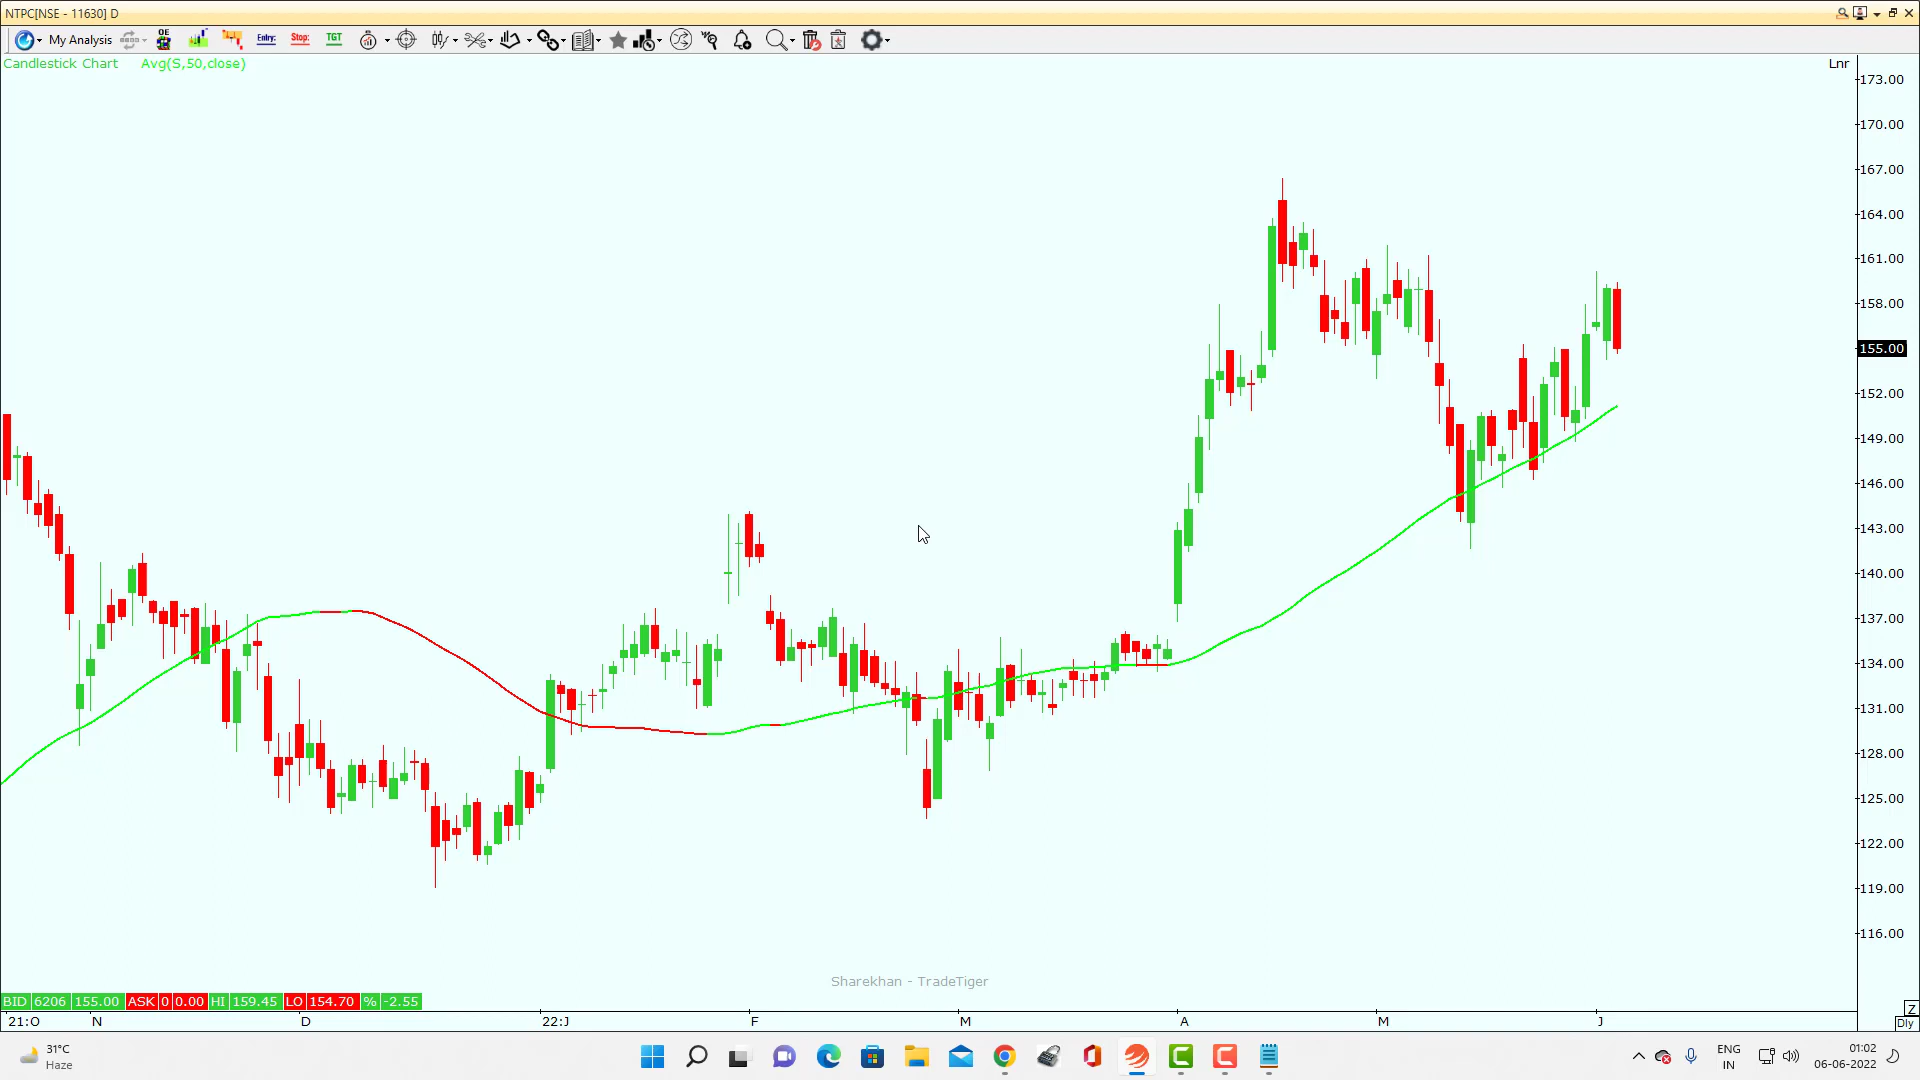 NTPC[NSE - 11630] D
My Analysis
OE
Entry:
Stop:
TGT
Candlestick Chart Avg(S,50,close)
Lnr
173.00
170.00
167.00
164.00
161.00
158.00
155.00
152.00
149.00
146.00
143.00
140.00
137.00
134.00
131.00
128.00
125.00
122.00
119.00
116.00
Sharekhan - TradeTiger
BID 6206 155.00 ASK 0 0.00 HI 159.45 LO 154.70 % -2.55
Z
21:O N D 22:J F M A M J
Dly
31°C
Haze
ENG
IN
01:02
06-06-2022